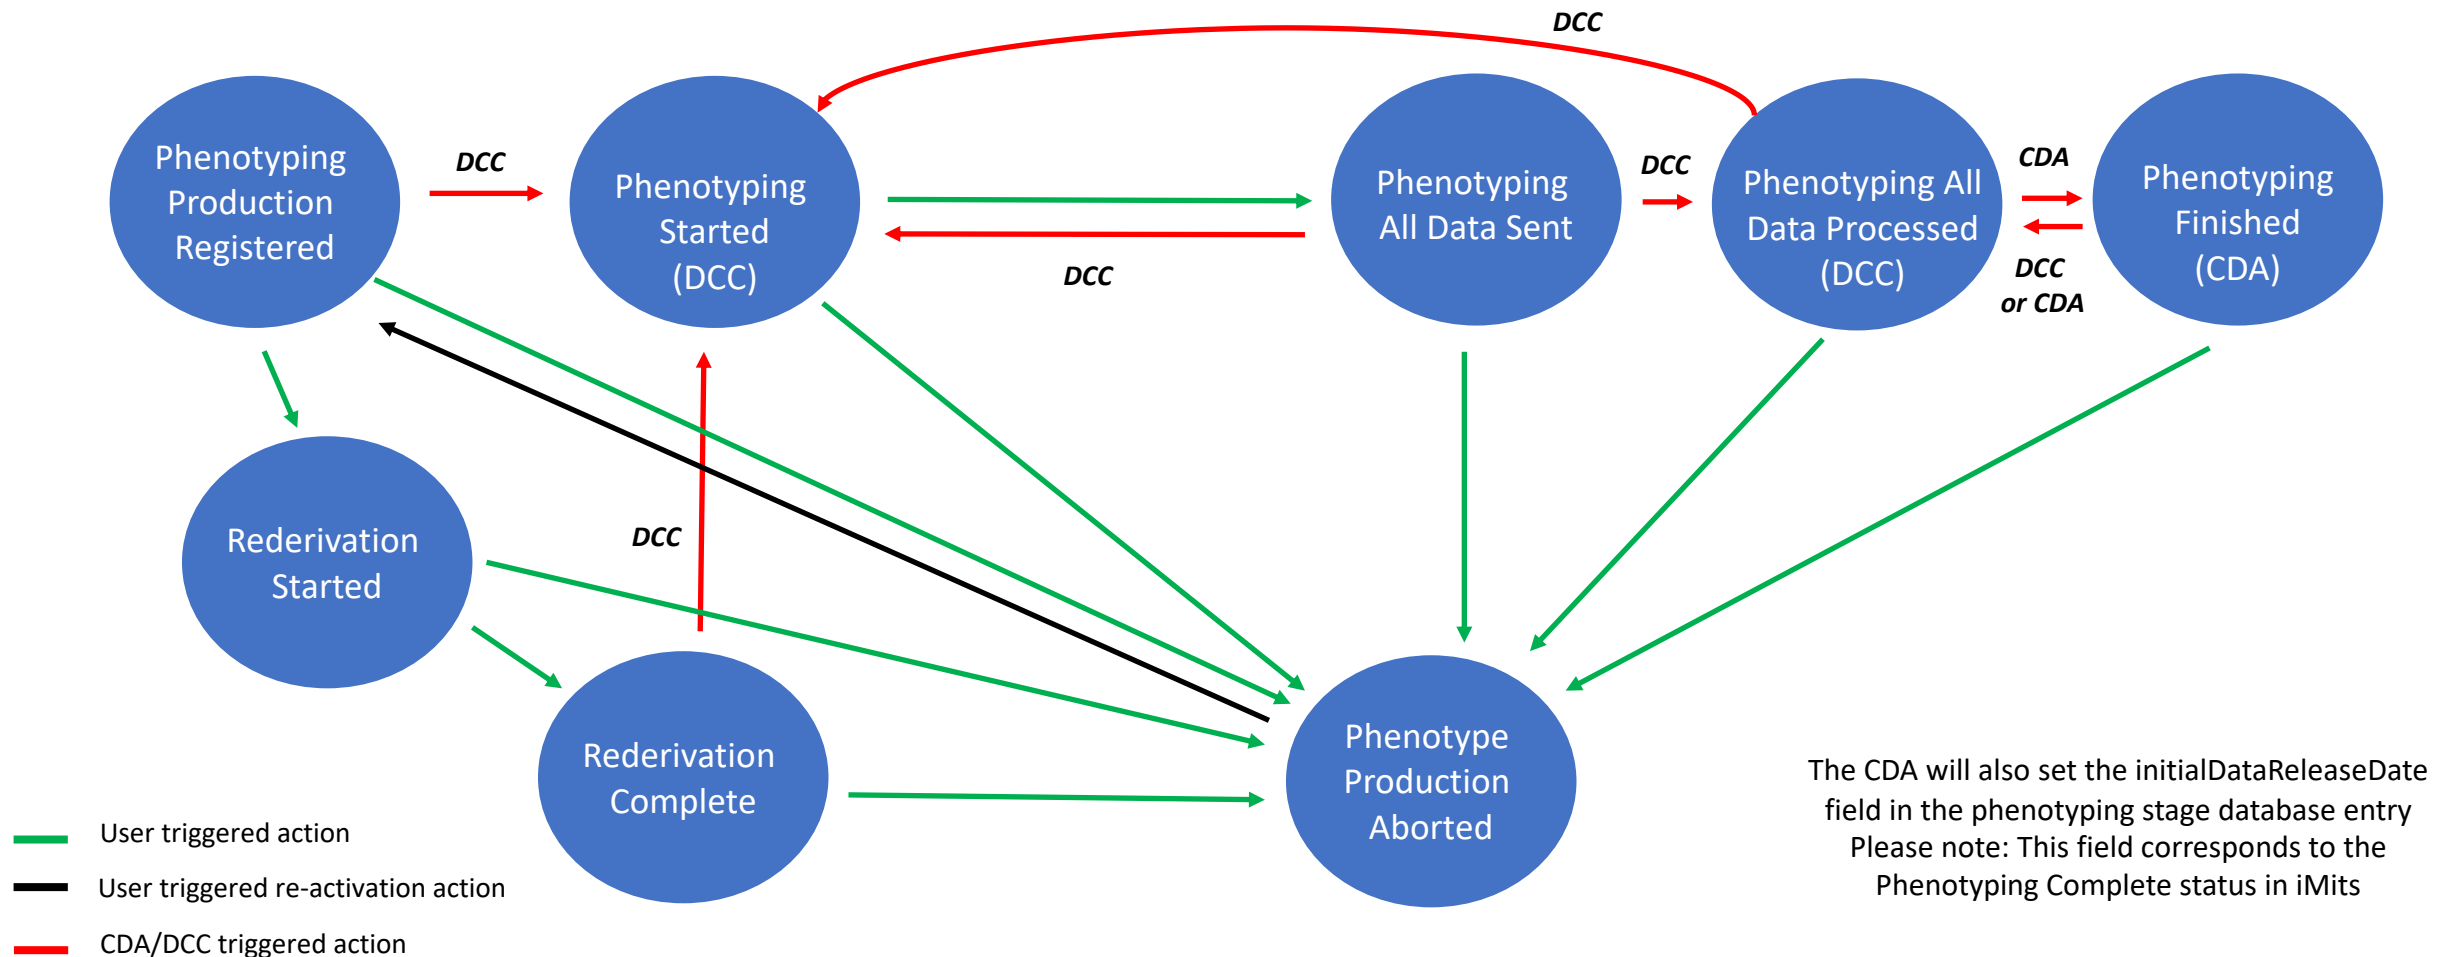 DCC
Phenotyping
Production
Registered
DCC
Phenotyping
Started
(DCC)
DCC
Phenotyping
All Data Sent
DCC
Phenotyping All
Data Processed
(DCC)
CDA
DCC
or CDA
Phenotyping
Finished
(CDA)
Rederivation
Started
DCC
Rederivation
Complete
Phenotype
Production
Aborted
The CDA will also set the initialDataReleaseDate
field in the phenotyping stage database entry
Please note: This field corresponds to the
Phenotyping Complete status in iMits
User triggered action
User triggered re-activation action
CDA/DCC triggered action